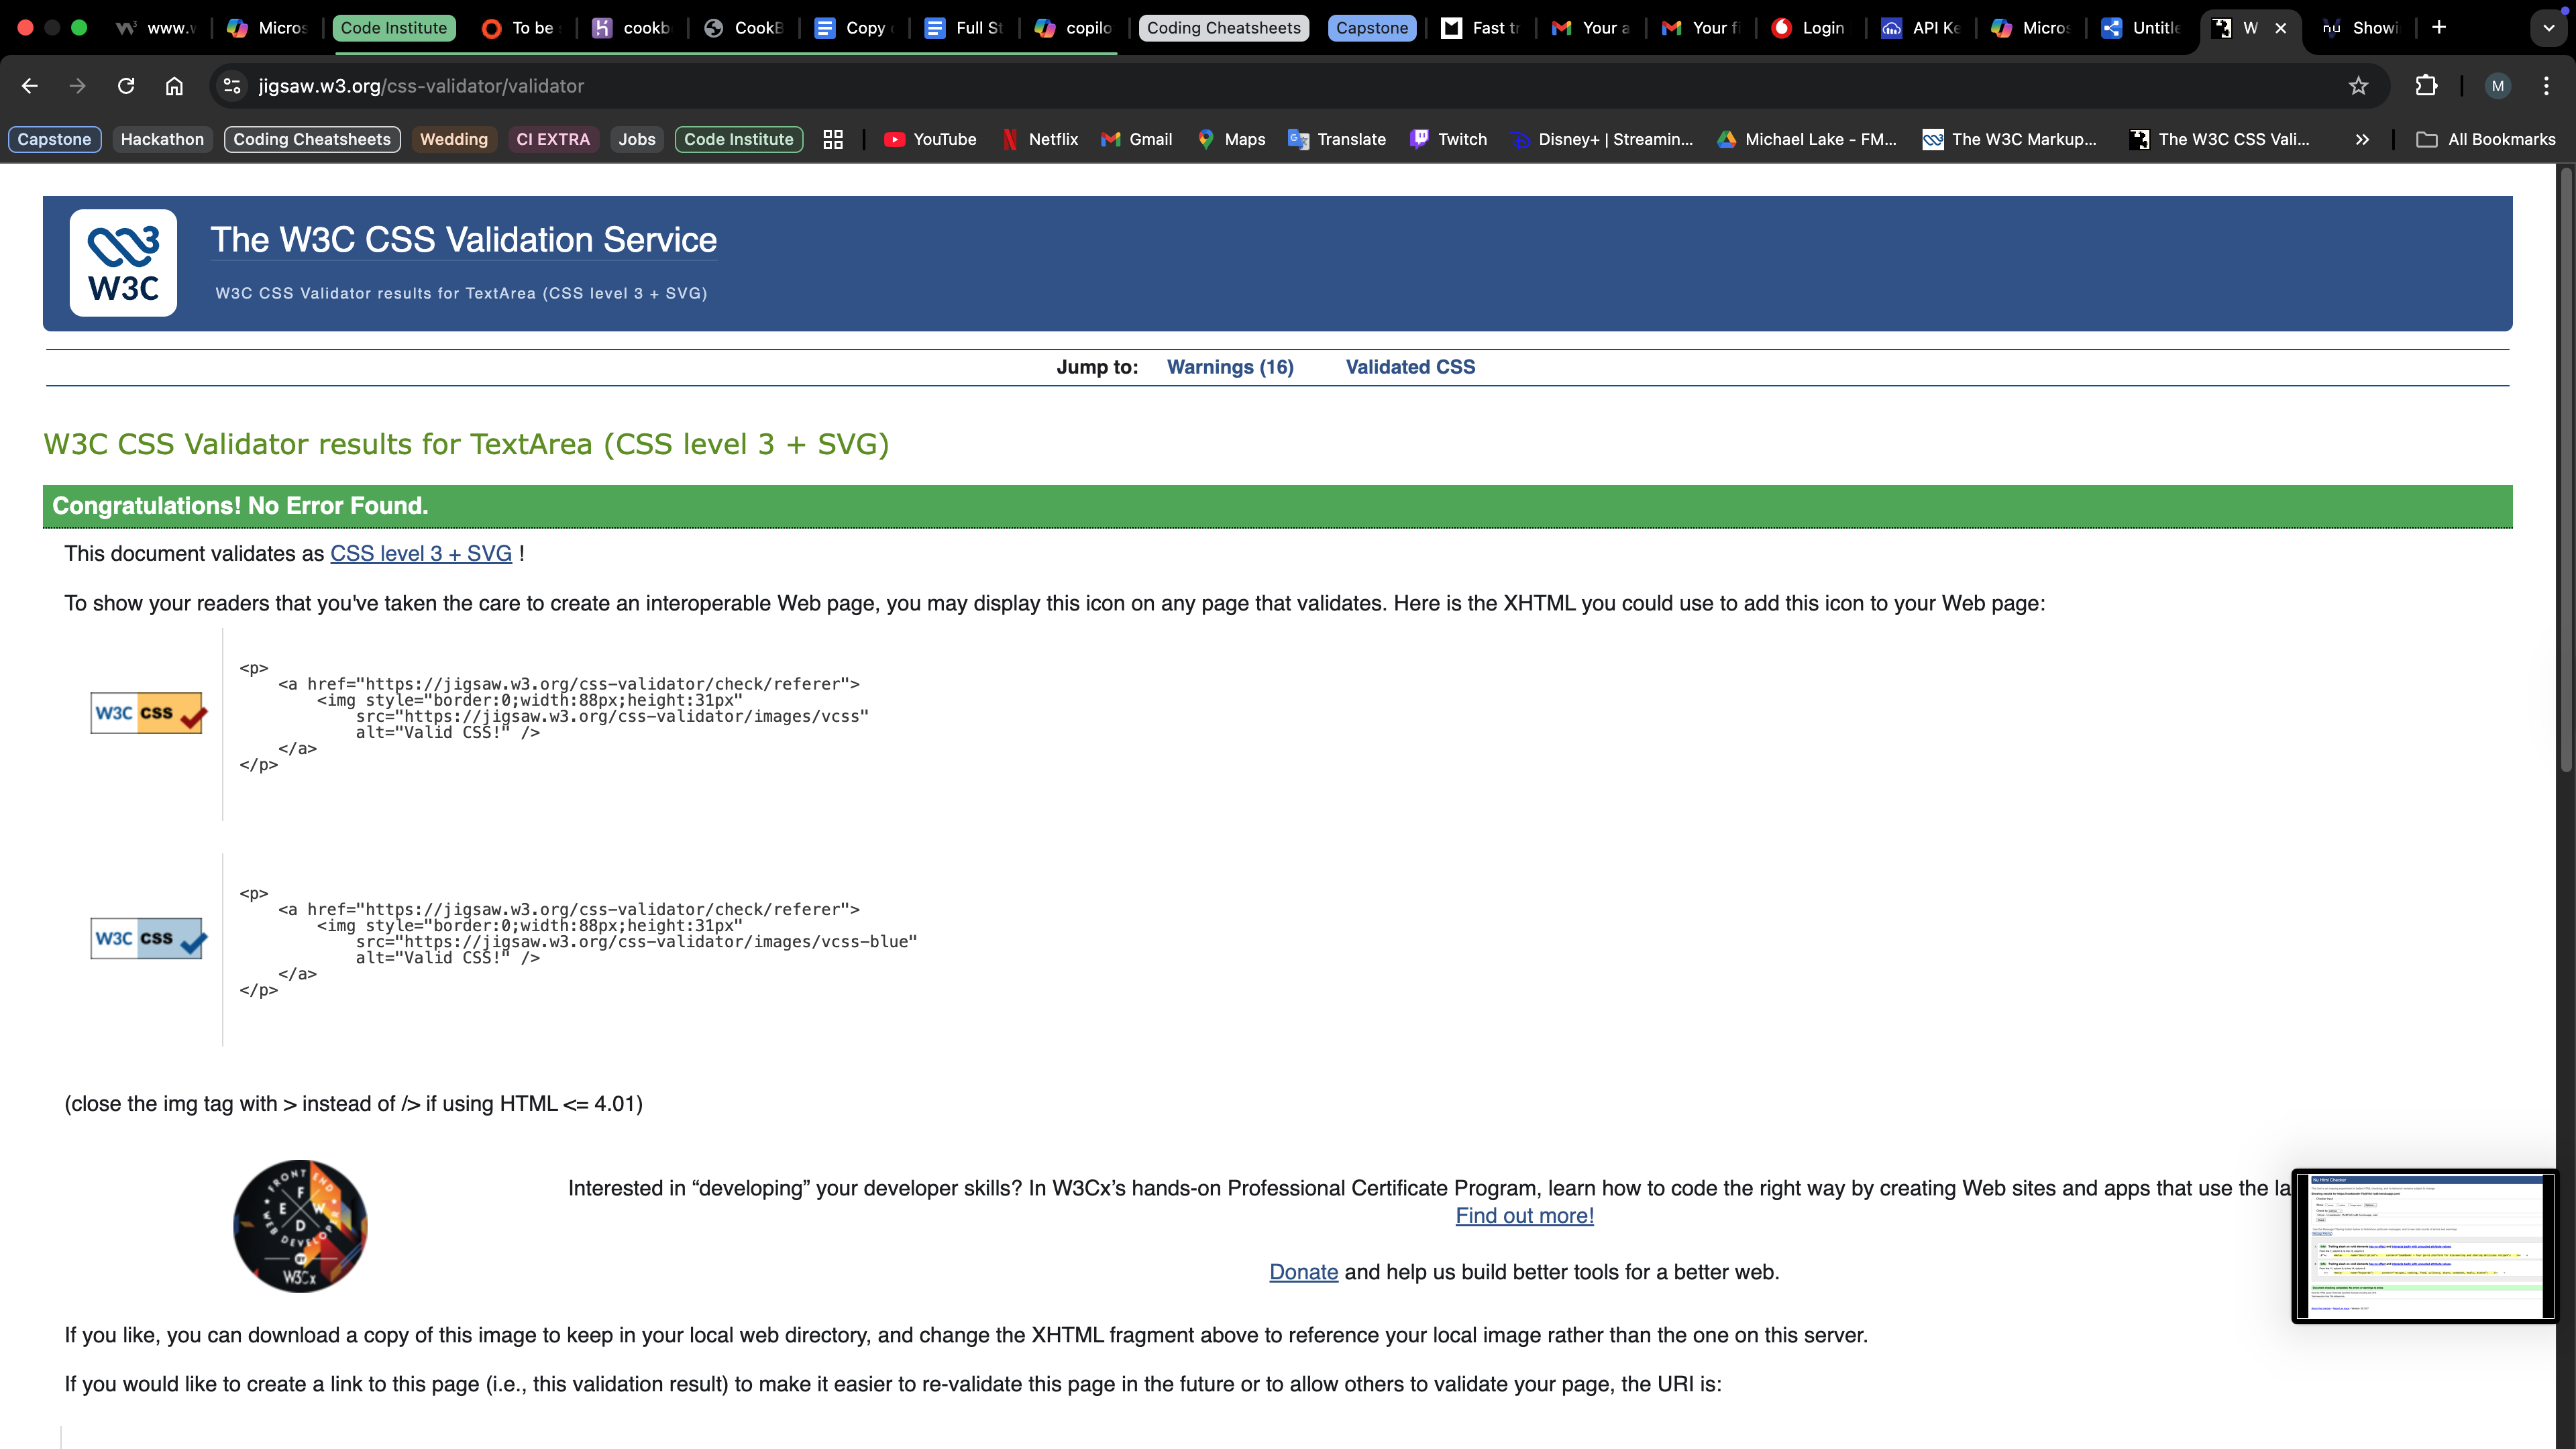 www.w
Micros
Code Institute
To be
cookb
CookB
Copy
Full St
copilo
Coding Cheatsheets
Capstone
Fast tr
Your a
Your fi
Login
API Ke
Micros
Untitle
W
Showi
jigsaw.w3.org/css-validator/validator
M
Capstone
Hackathon
Coding Cheatsheets
Wedding
CI EXTRA
Jobs
Code Institute
YouTube
Netflix
Gmail
Maps
Translate
Twitch
Disney+ | Streamin...
Michael Lake - FM...
The W3C Markup...
The W3C CSS Vali...
All Bookmarks
W3C
The W3C CSS Validation Service
W3C CSS Validator results for TextArea (CSS level 3 + SVG)
Jump to: Warnings (16) Validated CSS
W3C CSS Validator results for TextArea (CSS level 3 + SVG)
Congratulations! No Error Found.
This document validates as CSS level 3 + SVG !
To show your readers that you've taken the care to create an interoperable Web page, you may display this icon on any page that validates. Here is the XHTML you could use to add this icon to your Web page:
W3C CSS
<p>
<a href="https://jigsaw.w3.org/css-validator/check/referer">
<img style="border:0;width:88px;height:31px"
src="https://jigsaw.w3.org/css-validator/images/vcss"
alt="Valid CSS!" />
</a>
</p>
W3C CSS
<p>
<a href="https://jigsaw.w3.org/css-validator/check/referer">
<img style="border:0;width:88px;height:31px"
src="https://jigsaw.w3.org/css-validator/images/vcss-blue"
alt="Valid CSS!" />
</a>
</p>
(close the img tag with > instead of /> if using HTML <= 4.01)
FRONT END
WEB DEVELOPER
F E W D
BY
W3Cx
Interested in “developing” your developer skills? In W3Cx’s hands-on Professional Certificate Program, learn how to code the right way by creating Web sites and apps that use the la
Find out more!
Donate and help us build better tools for a better web.
Nu Html Checker
If you like, you can download a copy of this image to keep in your local web directory, and change the XHTML fragment above to reference your local image rather than the one on this server.
If you would like to create a link to this page (i.e., this validation result) to make it easier to re-validate this page in the future or to allow others to validate your page, the URI is: